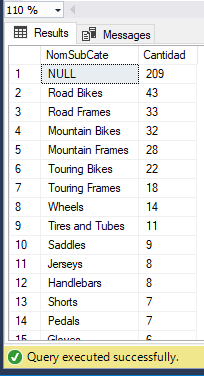 110 %
Results Messages
NomSubCate Cantidad
1 NULL 209
2 Road Bikes 43
3 Road Frames 33
4 Mountain Bikes 32
5 Mountain Frames 28
6 Touring Bikes 22
7 Touring Frames 18
8 Wheels 14
9 Tires and Tubes 11
10 Saddles 9
11 Jerseys 8
12 Handlebars 8
13 Shorts 7
14 Pedals 7
15 Gloves 6
Query executed successfully.